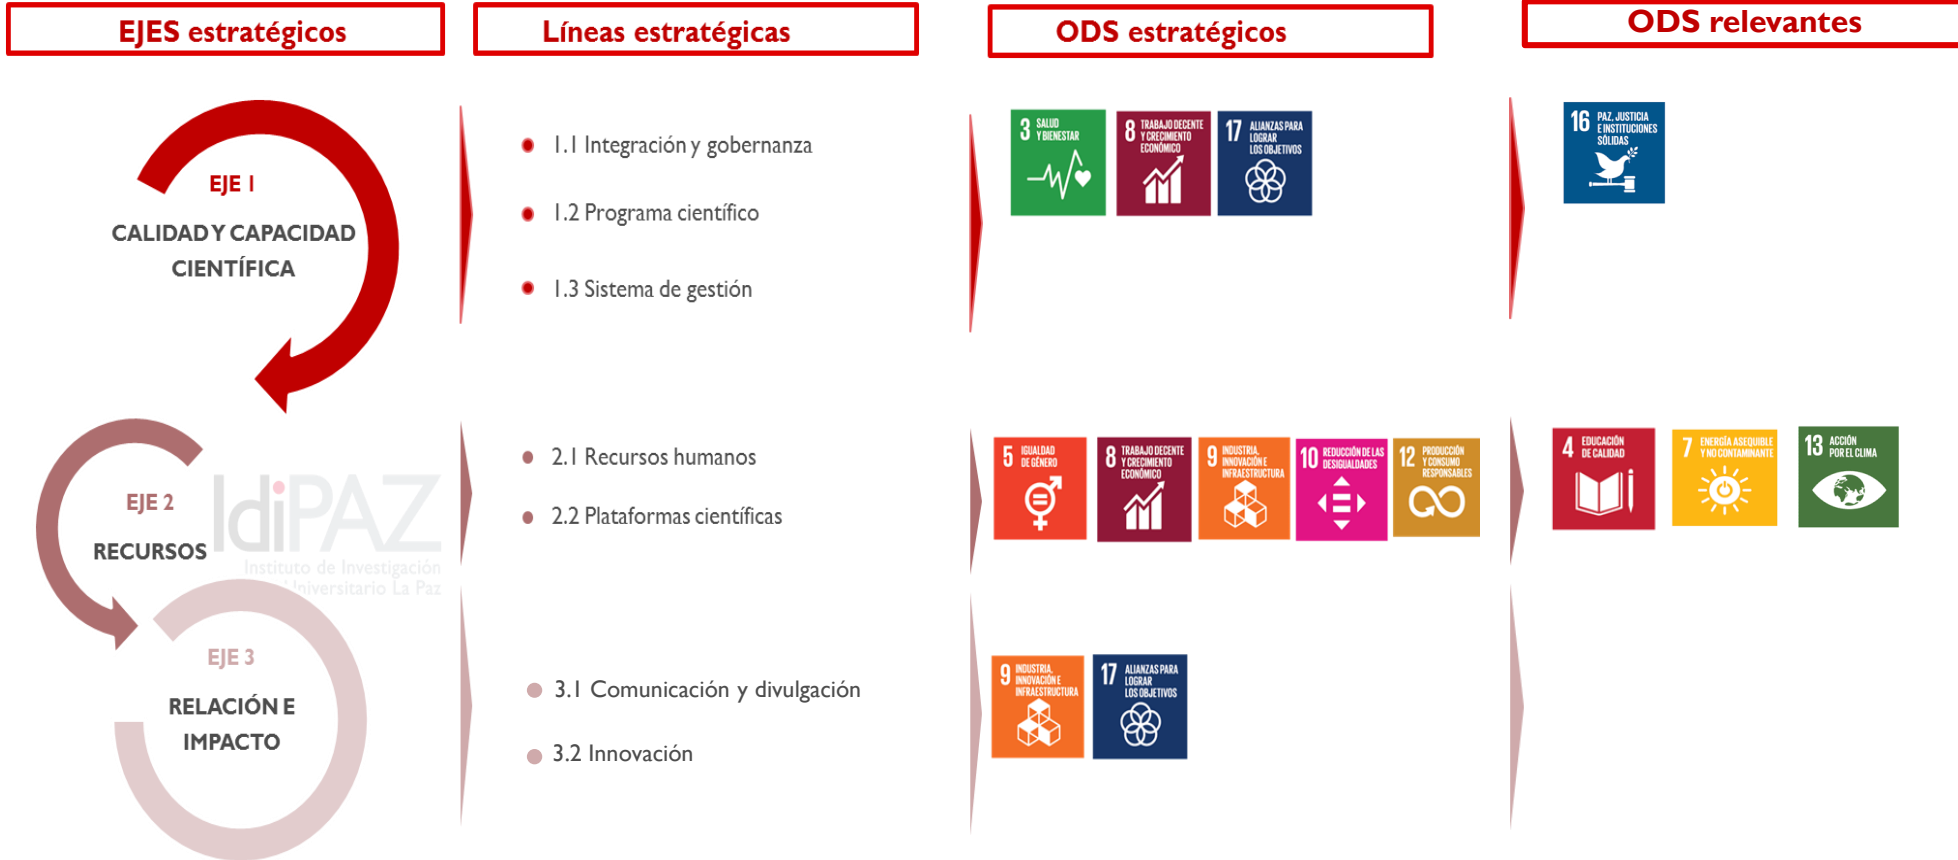 EJES estratégicos
Líneas estratégicas
ODS estratégicos
ODS relevantes
EJE 1
CALIDAD Y CAPACIDAD
CIENTÍFICA
1.1 Integración y gobernanza
1.2 Programa científico
1.3 Sistema de gestión
3 SALUD
Y BIENESTAR
8 TRABAJO DECENTE
Y CRECIMIENTO
ECONÓMICO
17 ALIANZAS PARA
LOGRAR
LOS OBJETIVOS
16 PAZ, JUSTICIA
E INSTITUCIONES
SÓLIDAS
EJE 2
RECURSOS
IdiPAZ
Instituto de Investigación
Universitario La Paz
2.1 Recursos humanos
2.2 Plataformas científicas
5 IGUALDAD
DE GÉNERO
8 TRABAJO DECENTE
Y CRECIMIENTO
ECONÓMICO
9 INDUSTRIA,
INNOVACIÓN E
INFRAESTRUCTURA
10 REDUCCIÓN DE LAS
DESIGUALDADES
12 PRODUCCIÓN
Y CONSUMO
RESPONSABLES
4 EDUCACIÓN
DE CALIDAD
7 ENERGÍA ASEQUIBLE
Y NO CONTAMINANTE
13 ACCIÓN
POR EL CLIMA
EJE 3
RELACIÓN E
IMPACTO
3.1 Comunicación y divulgación
3.2 Innovación
9 INDUSTRIA,
INNOVACIÓN E
INFRAESTRUCTURA
17 ALIANZAS PARA
LOGRAR
LOS OBJETIVOS